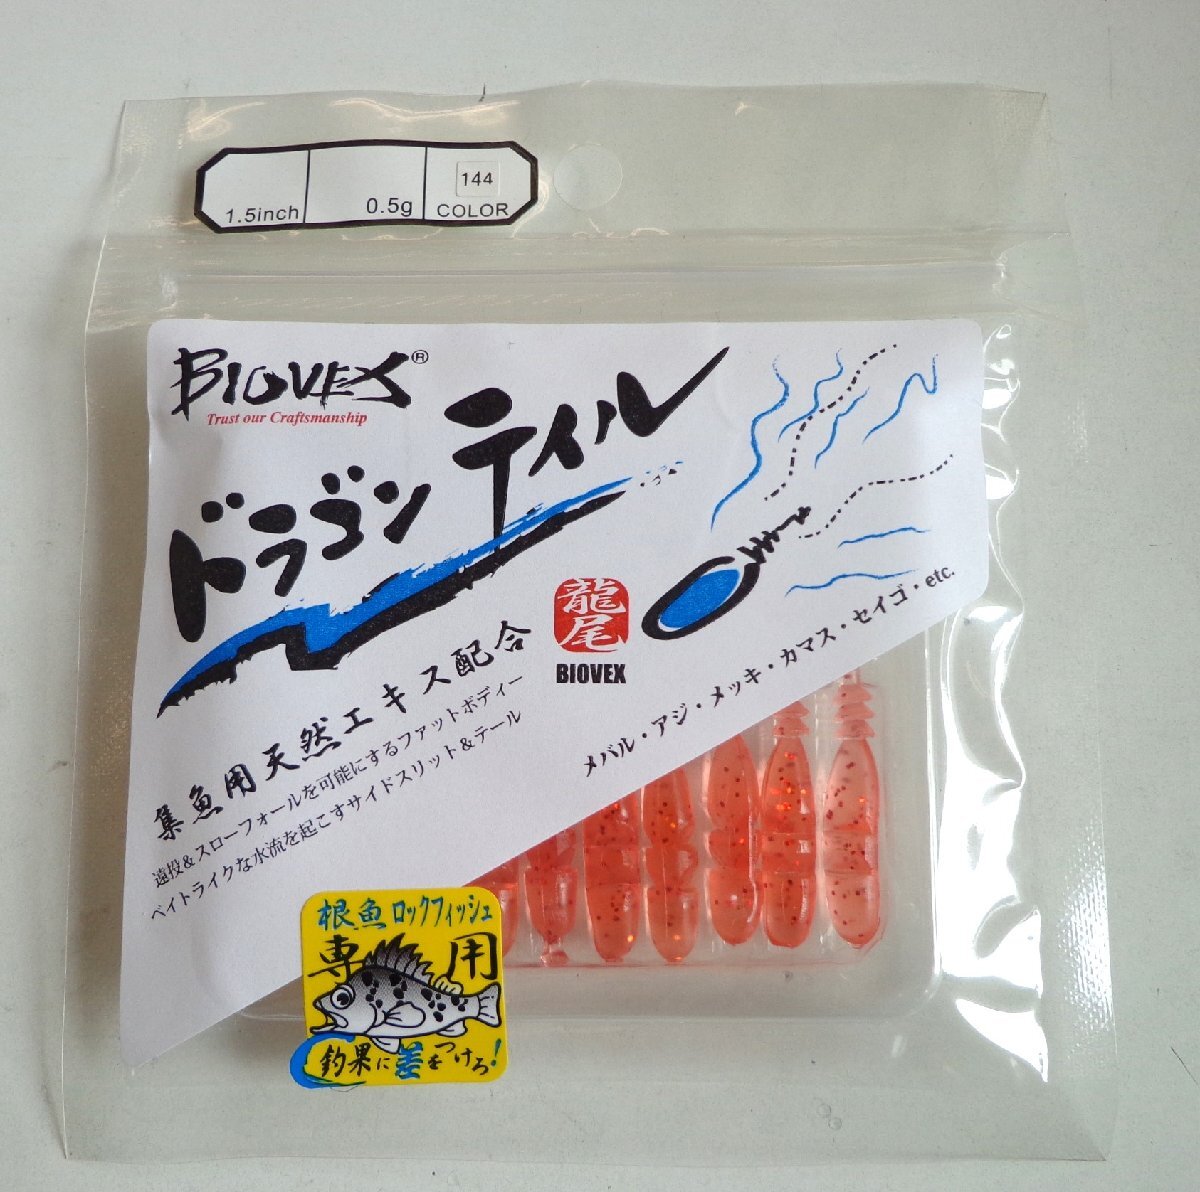 1.5inch 0.5g 144 COLOR
BIOVEX®
Trust our Craftsmanship
ドラゴン テイル
龍尾
BIOVEX
集魚用天然エキス配合
遠投&スローフォールを可能にするファットボディー
ベイトライクな水流を起こすサイドスリット&テール
メバル・アジ・メッキ・カマス・セイゴ・etc.
根魚ロックフィッシュ
専用
釣果に差をつけろ!